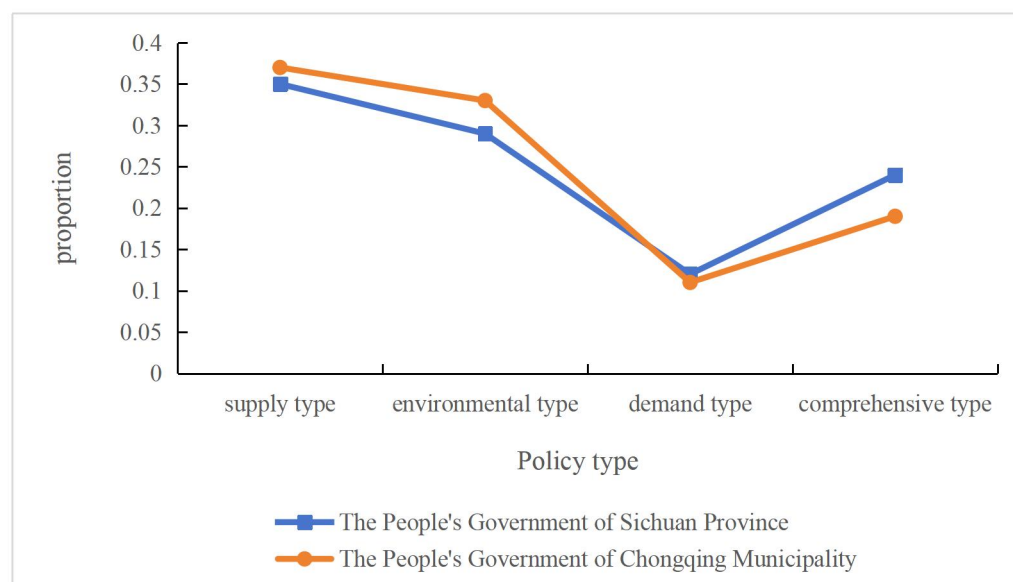 0.4
0.35
0.3
0.25
0.2
0.15
0.1
0.05
0
proportion
supply type environmental type demand type comprehensive type
Policy type
The People's Government of Sichuan Province
The People's Government of Chongqing Municipality